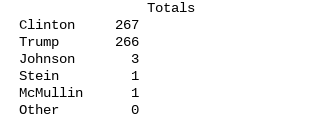 Totals
Clinton 267
Trump 266
Johnson 3
Stein 1
McMullin 1
Other 0